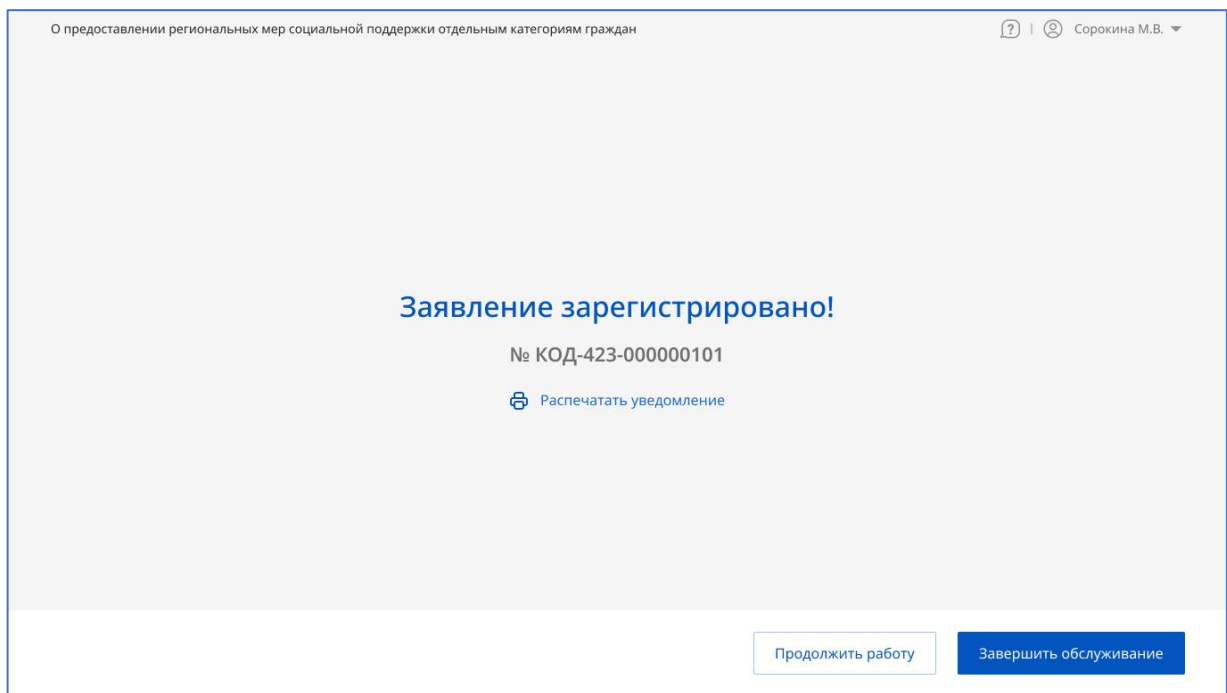 О предоставлении региональных мер социальной поддержки отдельным категориям граждан
? | Сорокина М.В.
Заявление зарегистрировано!
№ КОД-423-000000101
Распечатать уведомление
Продолжить работу Завершить обслуживание